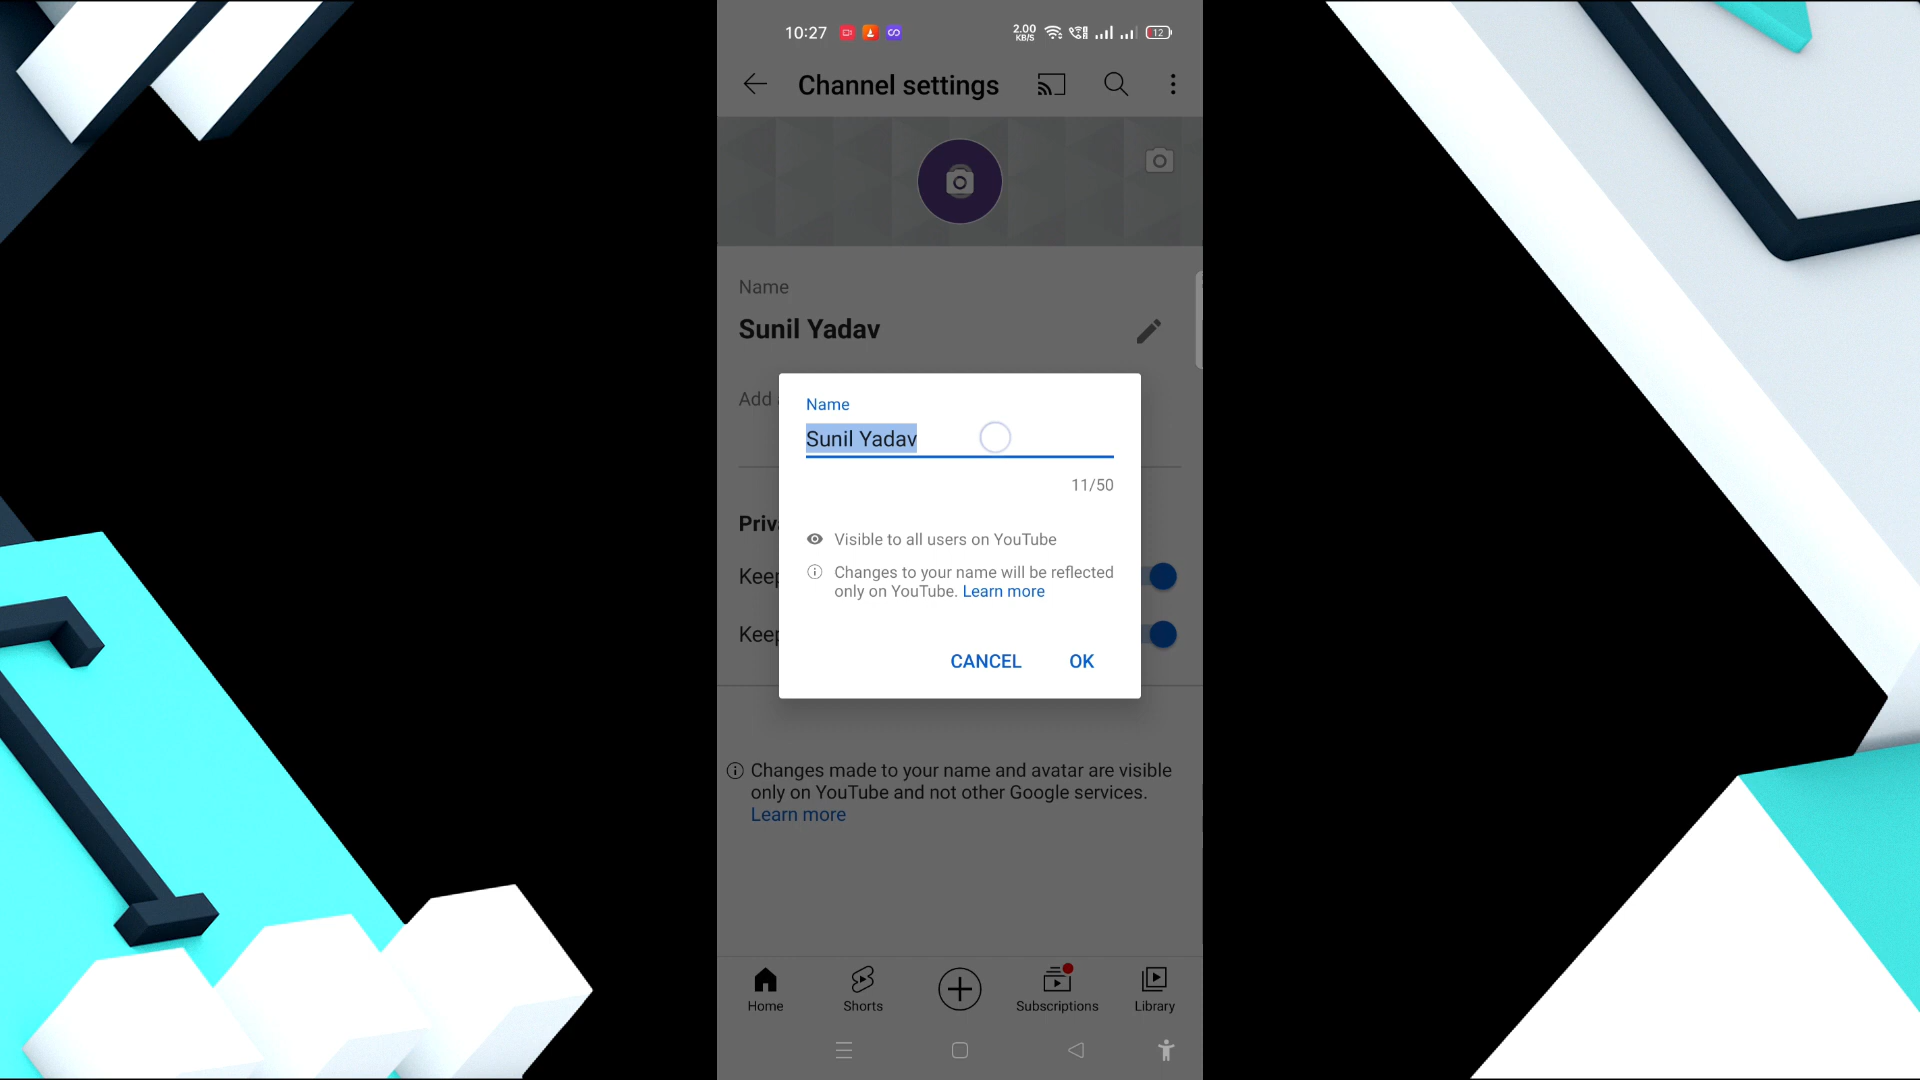 10:27
2.00
KB/S
12
Channel settings
Name
Sunil Yadav
Add
Name
Sunil Yadav
11/50
Priv
Visible to all users on YouTube
Keep
Changes to your name will be reflected
only on YouTube. Learn more
Keep
CANCEL OK
Changes made to your name and avatar are visible
only on YouTube and not other Google services.
Learn more
Home Shorts Subscriptions Library